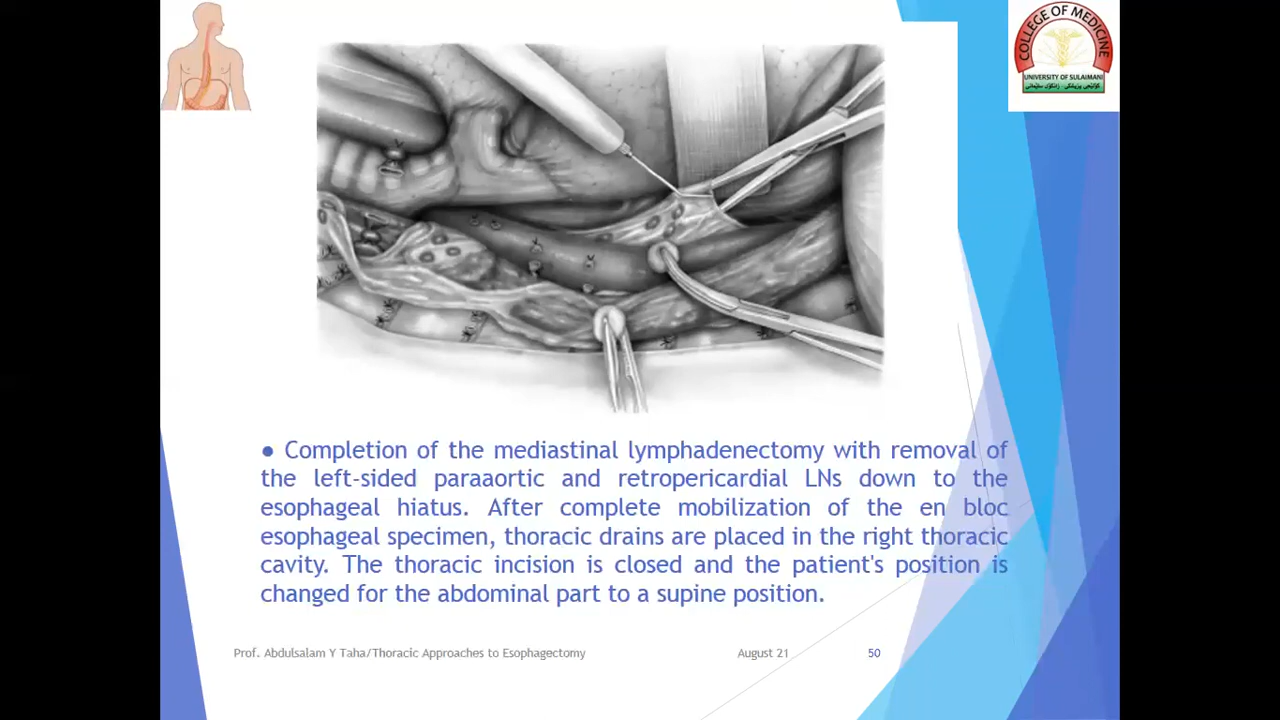 COLLEGE OF MEDICINE
UNIVERSITY OF SULAIMANI
● Completion of the mediastinal lymphadenectomy with removal of
the left-sided paraaortic and retropericardial LNs down to the
esophageal hiatus. After complete mobilization of the en bloc
esophageal specimen, thoracic drains are placed in the right thoracic
cavity. The thoracic incision is closed and the patient's position is
changed for the abdominal part to a supine position.
Prof. Abdulsalam Y Taha/Thoracic Approaches to Esophagectomy August 21 50